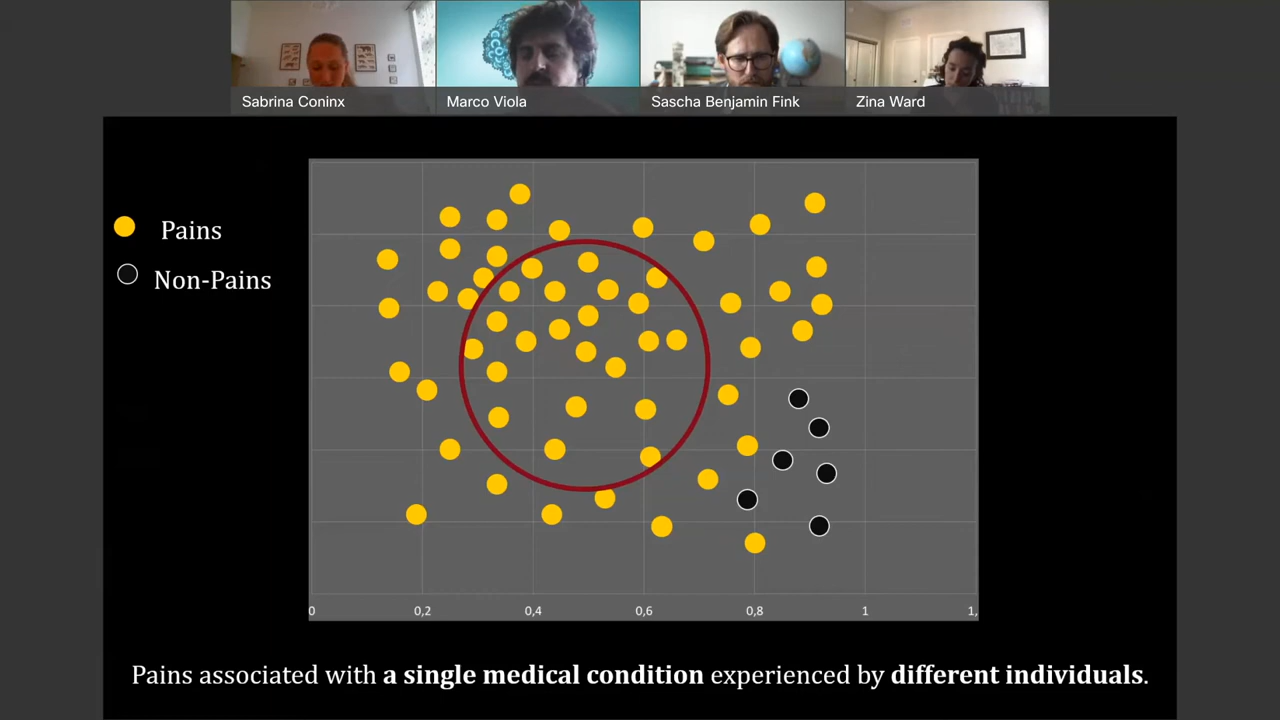 Sabrina Coninx
Marco Viola
Sascha Benjamin Fink
Zina Ward
Pains
Non-Pains
0
0,2
0,4
0,6
0,8
1
1,
Pains associated with a single medical condition experienced by different individuals.